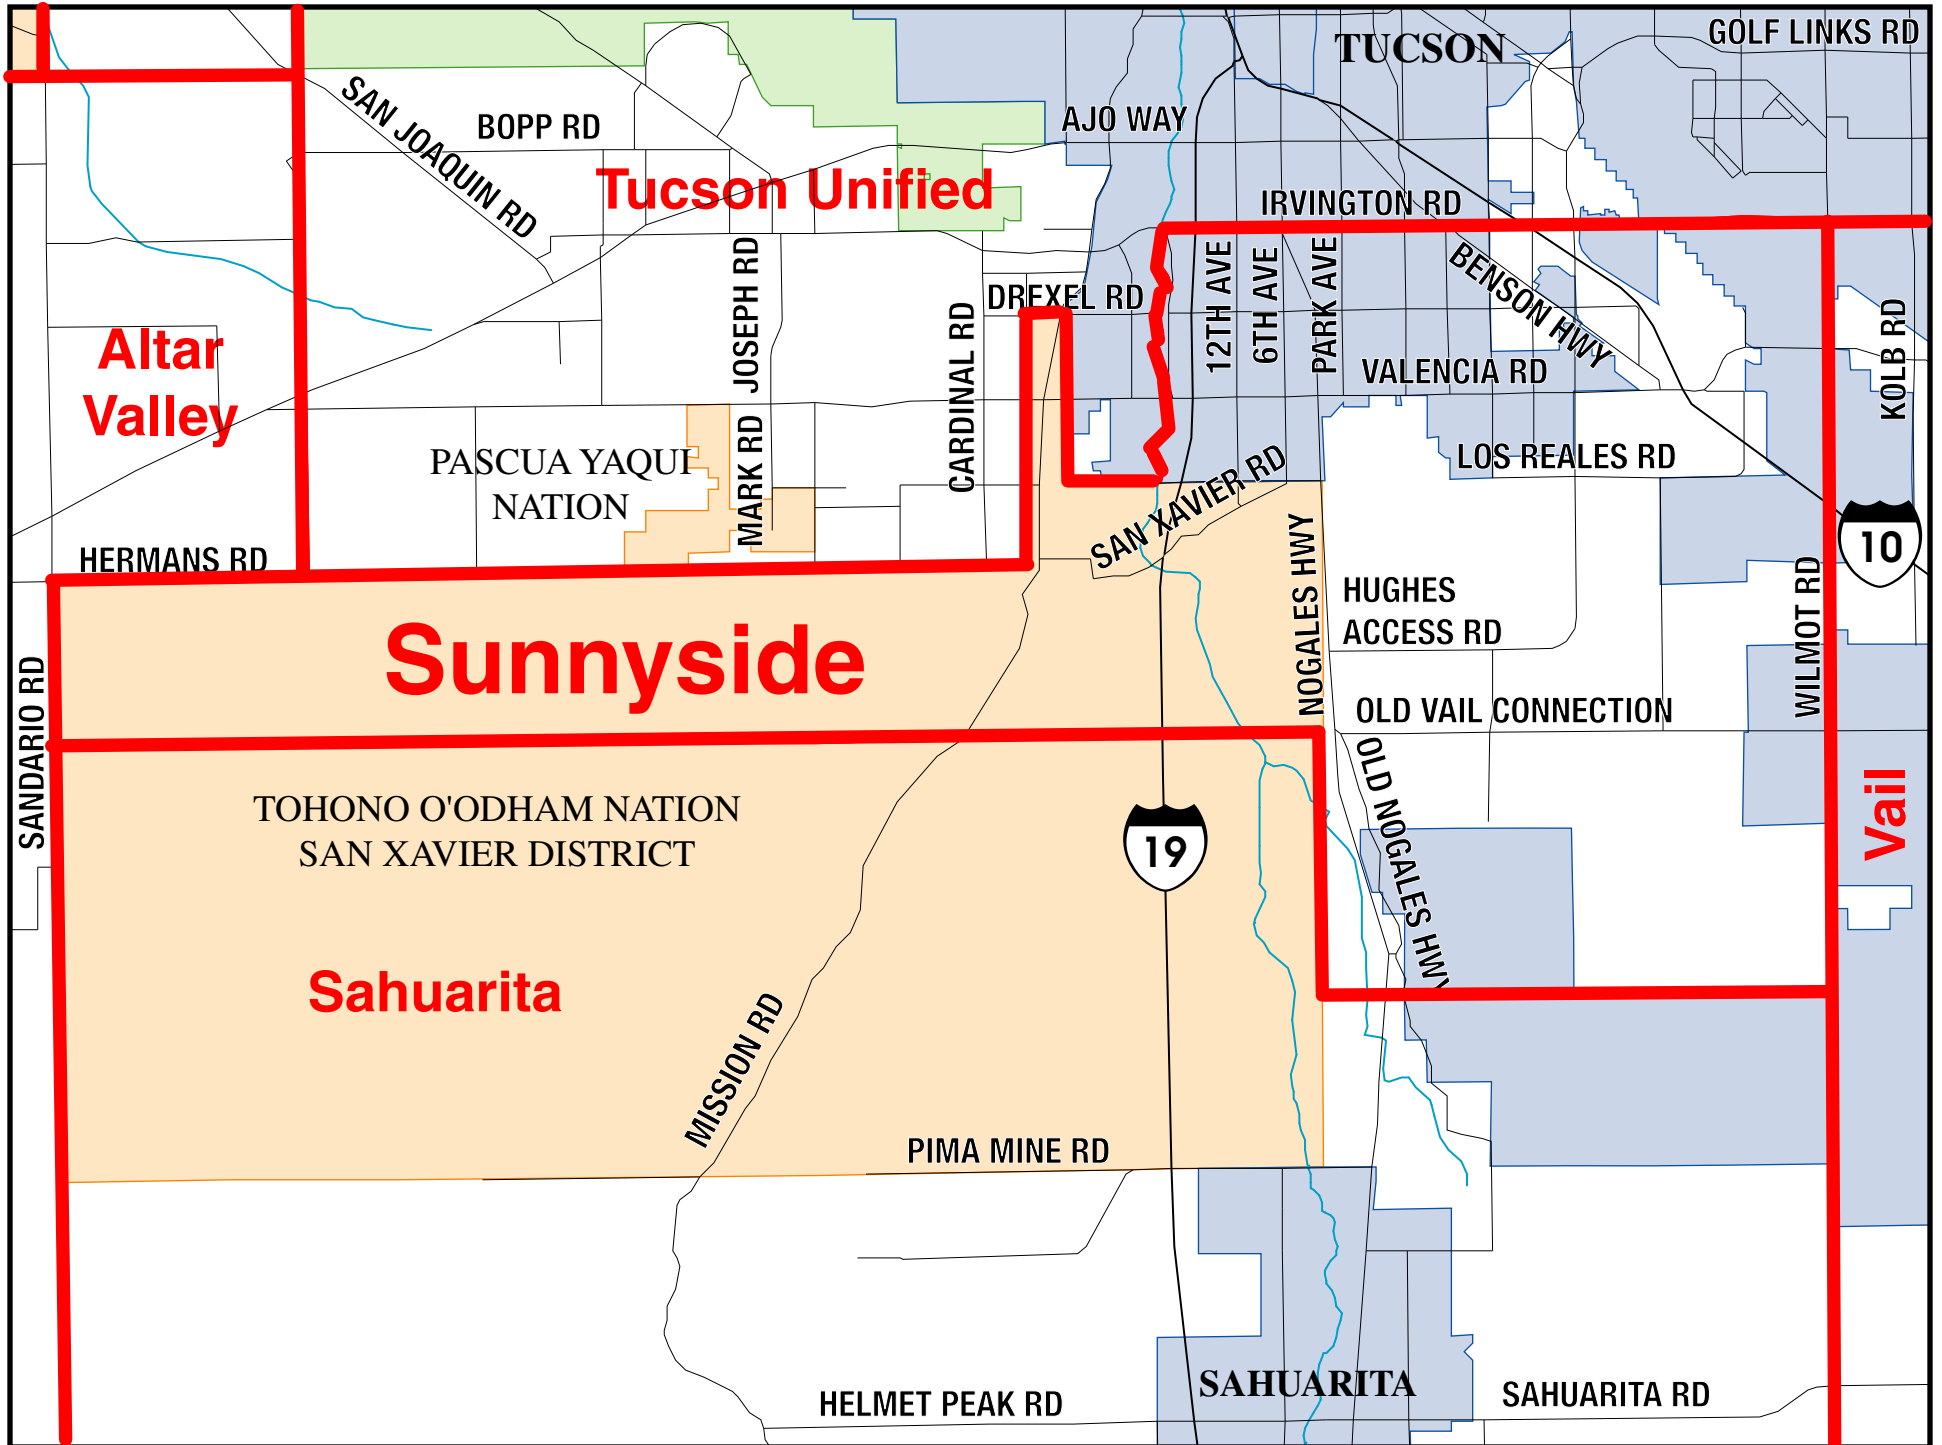 GOLF LINKS RD
TUCSON
SAN JOAQUIN RD
BOPP RD
AJO WAY
Tucson Unified
IRVINGTON RD
BENSON HWY
12TH AVE
6TH AVE
PARK AVE
DREXEL RD
JOSEPH RD
CARDINAL RD
KOLB RD
Altar
Valley
VALENCIA RD
PASCUA YAQUI
NATION
MARK RD
LOS REALES RD
SAN XAVIER RD
HERMANS RD
10
NOGALES HWY
HUGHES
ACCESS RD
WILMOT RD
Sunnyside
SANDARIO RD
OLD VAIL CONNECTION
OLD NOGALES HWY
Vail
TOHONO O'ODHAM NATION
SAN XAVIER DISTRICT
19
Sahuarita
MISSION RD
PIMA MINE RD
SAHUARITA
HELMET PEAK RD
SAHUARITA RD